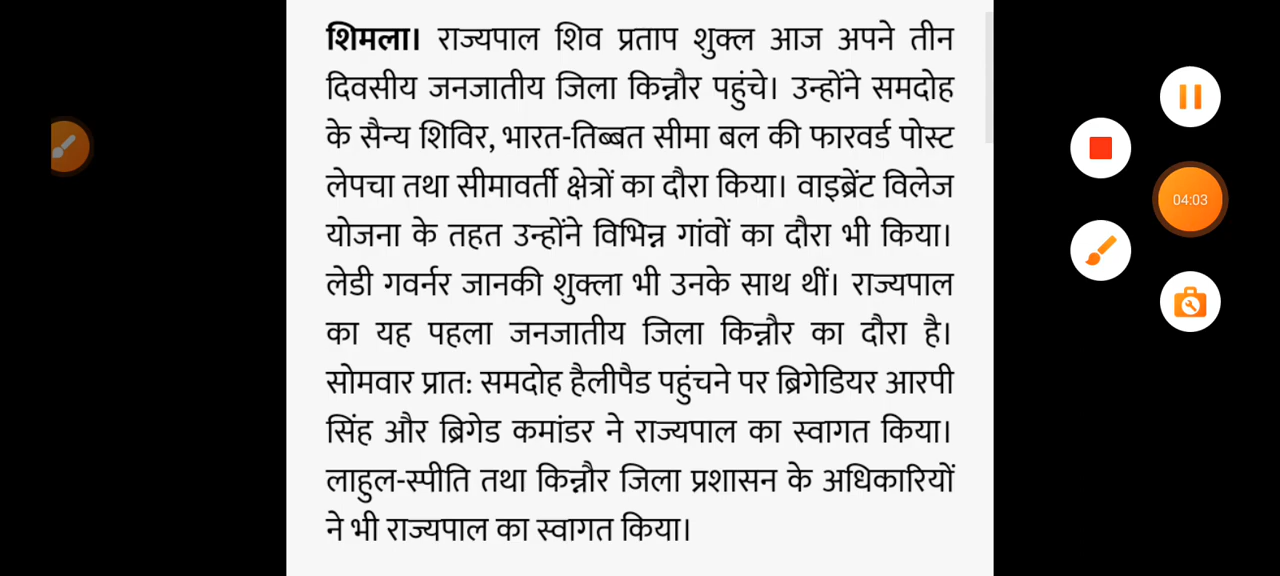 शिमला। राज्यपाल शिव प्रताप शुक्ल आज अपने तीन
दिवसीय जनजातीय जिला किन्नौर पहुंचे। उन्होंने समदोह
के सैन्य शिविर, भारत-तिब्बत सीमा बल की फारवर्ड पोस्ट
लेपचा तथा सीमावर्ती क्षेत्रों का दौरा किया। वाइब्रेंट विलेज
योजना के तहत उन्होंने विभिन्न गांवों का दौरा भी किया।
लेडी गवर्नर जानकी शुक्ला भी उनके साथ थीं। राज्यपाल
का यह पहला जनजातीय जिला किन्नौर का दौरा है।
सोमवार प्रात: समदोह हैलीपैड पहुंचने पर ब्रिगेडियर आरपी
सिंह और ब्रिगेड कमांडर ने राज्यपाल का स्वागत किया।
लाहुल-स्पीति तथा किन्नौर जिला प्रशासन के अधिकारियों
ने भी राज्यपाल का स्वागत किया।
04:03